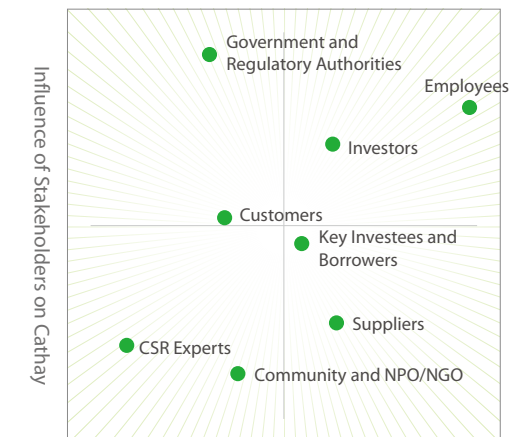 Influence of Stakeholders on Cathay
Government and
Regulatory Authorities
Employees
Investors
Customers
Key Investees and
Borrowers
Suppliers
CSR Experts
Community and NPO/NGO